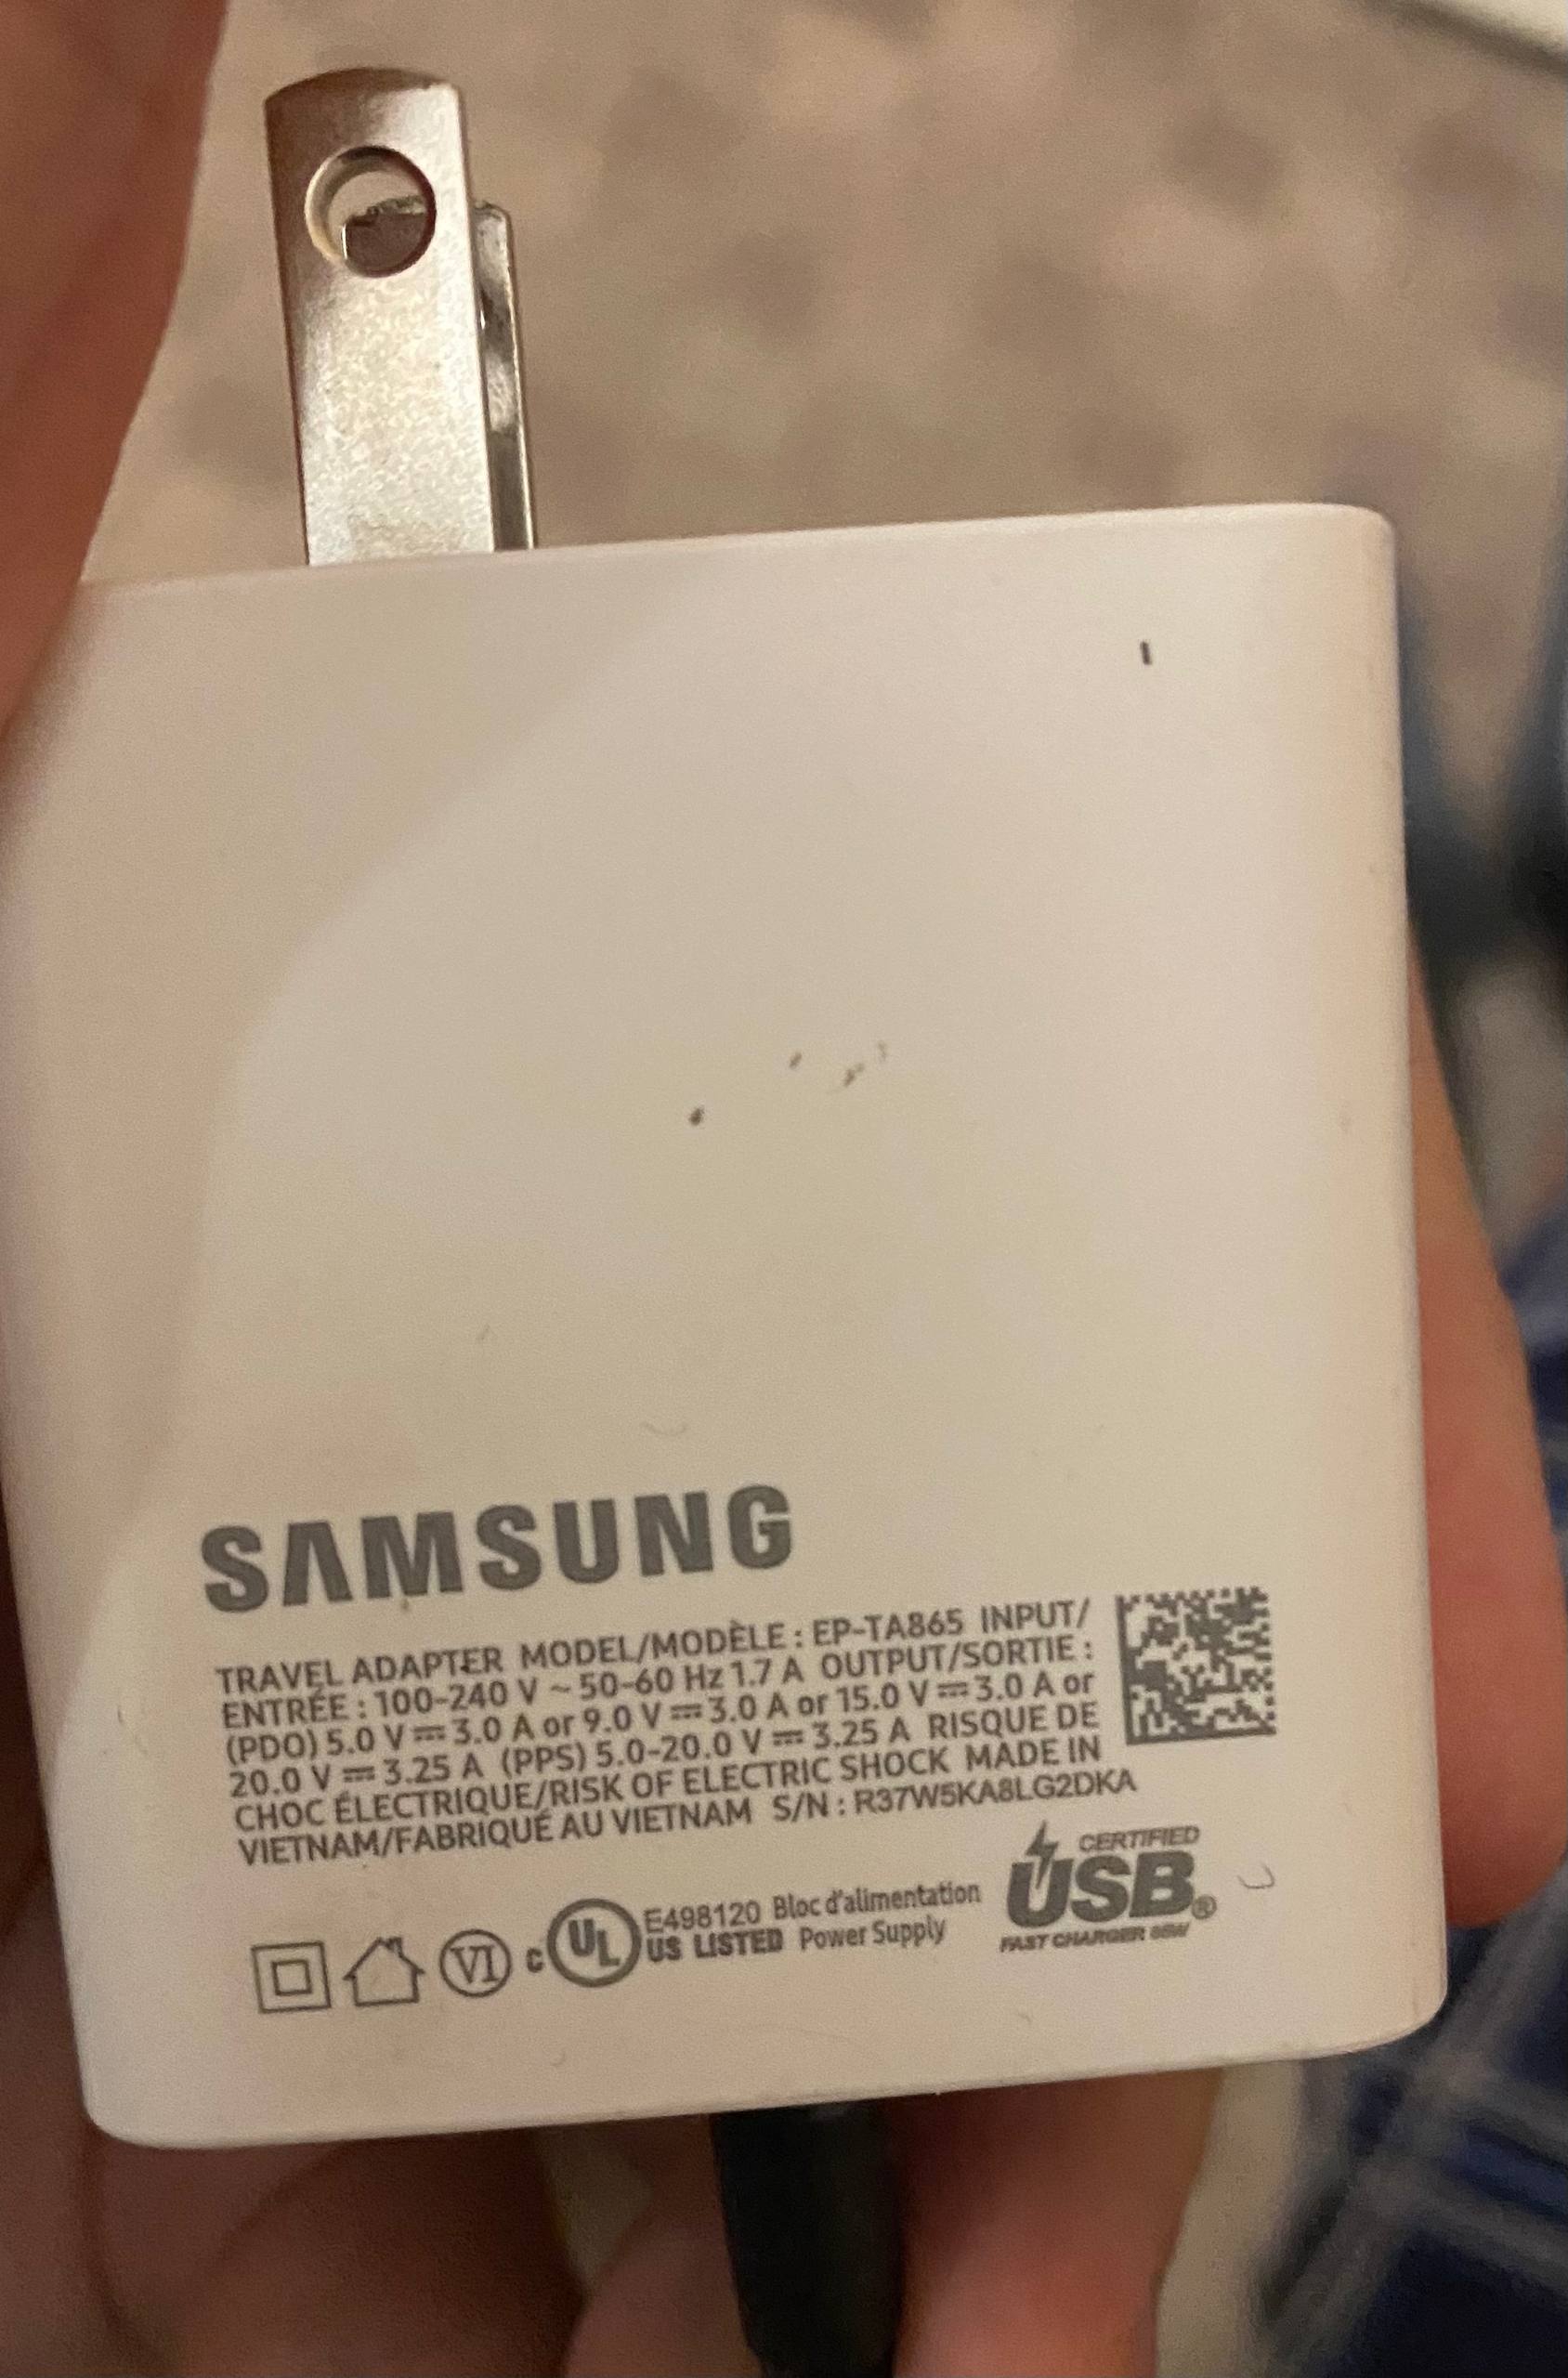 SAMSUNG
TRAVEL ADAPTER MODEL/MODÈLE : EP-TA865 INPUT/
ENTRÉE : 100-240 V ~ 50-60 Hz 1.7 A OUTPUT/SORTIE :
(PDO) 5.0 V ⎓ 3.0 A or 9.0 V ⎓ 3.0 A or 15.0 V ⎓ 3.0 A or
20.0 V ⎓ 3.25 A (PPS) 5.0-20.0 V ⎓ 3.25 A RISQUE DE
CHOC ÉLECTRIQUE/RISK OF ELECTRIC SHOCK MADE IN
VIETNAM/FABRIQUÉ AU VIETNAM S/N : R37W5KA8LG2DKA
VI
c UL US LISTED
E498120 Bloc d'alimentation
Power Supply
CERTIFIED
USB®
FAST CHARGER